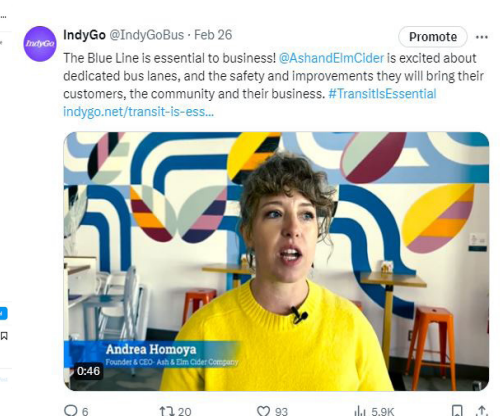 IndyGo @IndyGoBus · Feb 26
Promote
IndyGo
The Blue Line is essential to business! @AshandElmCider is excited about
dedicated bus lanes, and the safety and improvements they will bring their
customers, the community and their business. #TransitIsEssential
indygo.net/transit-is-ess...
Andrea Homoya
Founder & CEO- Ash & Elm Cider Company
0:46
6
20
93
5.9K